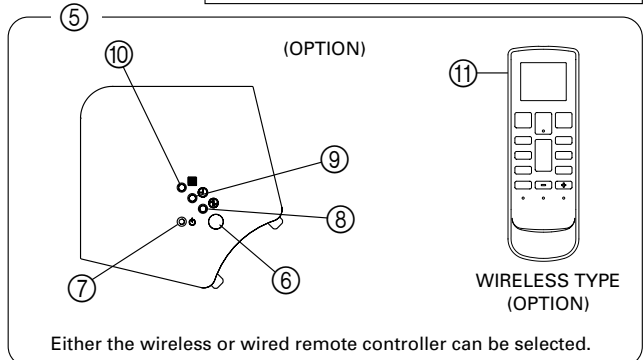 ⑤
(OPTION)
⑩
⑪
⑨
⑧
⑦
⑥
WIRELESS TYPE
(OPTION)
Either the wireless or wired remote controller can be selected.